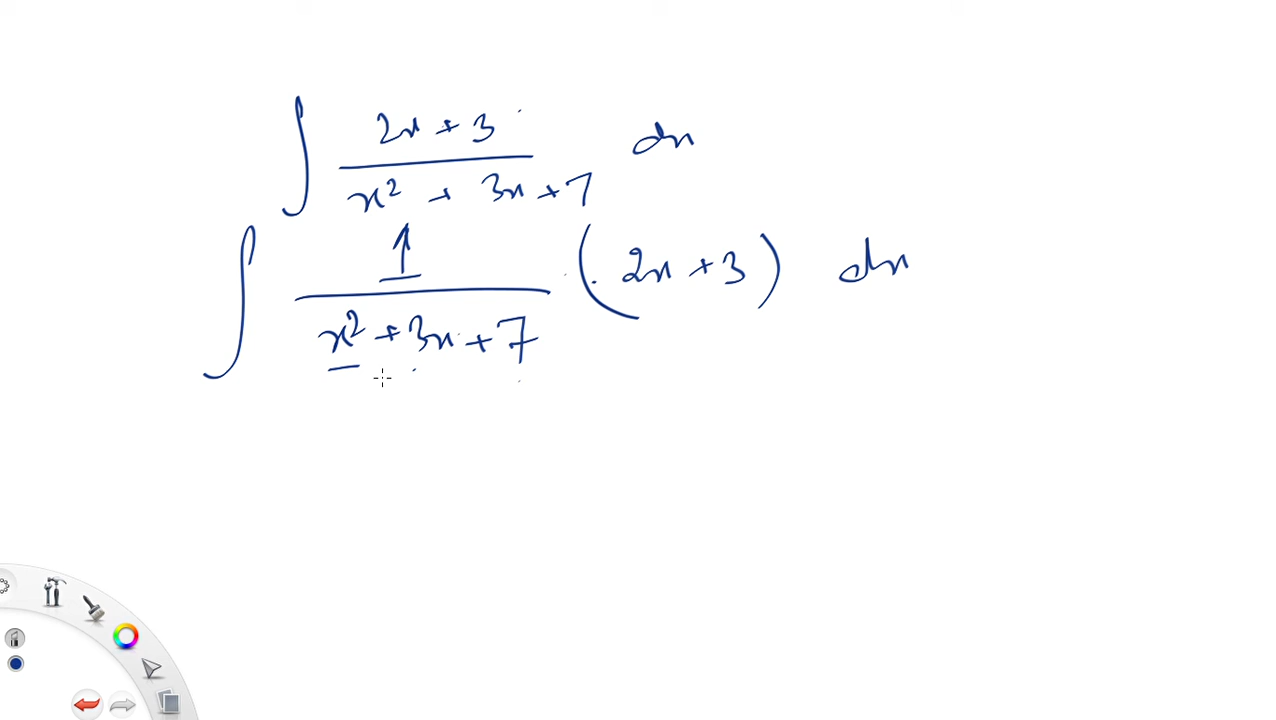 ∫ (2x + 3)/(x² + 3x + 7) dx
∫ 1/(x² + 3x + 7) (2x + 3) dx